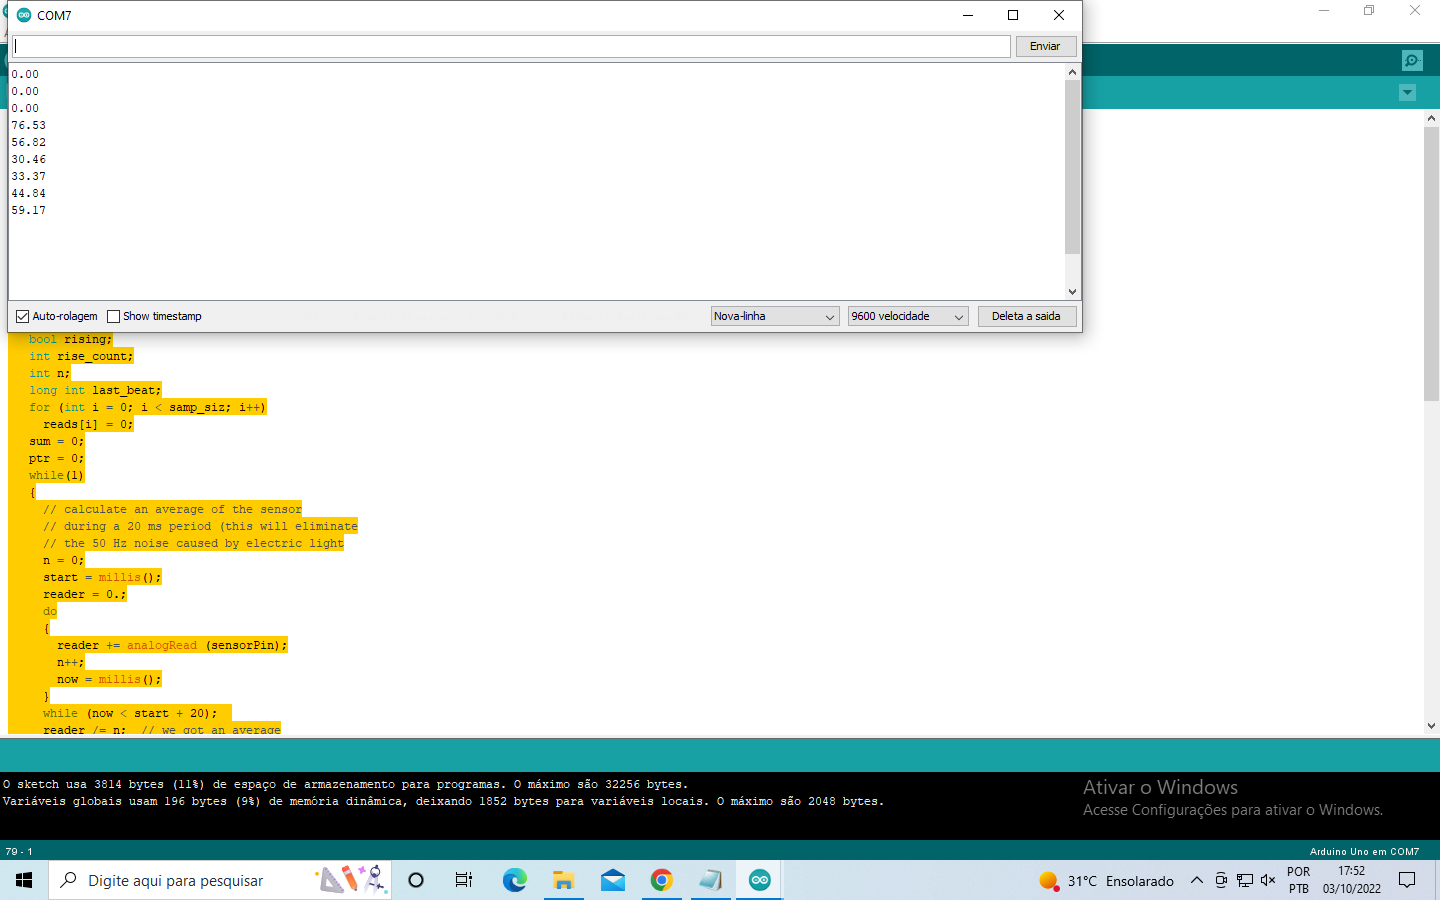 COM7
Enviar
0.00
0.00
0.00
76.53
56.82
30.46
33.37
44.84
59.17
Auto-rolagem
Show timestamp
Nova-linha
9600 velocidade
Deleta a saida
bool rising;
int rise_count;
int n;
long int last_beat;
for (int i = 0; i < samp_siz; i++)
reads[i] = 0;
sum = 0;
ptr = 0;
while(1)
{
// calculate an average of the sensor
// during a 20 ms period (this will eliminate
// the 50 Hz noise caused by electric light
n = 0;
start = millis();
reader = 0.;
do
{
reader += analogRead (sensorPin);
n++;
now = millis();
}
while (now < start + 20);
reader /= n;  // we got an average
O sketch usa 3814 bytes (11%) de espaço de armazenamento para programas. O máximo são 32256 bytes.
Variáveis globais usam 196 bytes (9%) de memória dinâmica, deixando 1852 bytes para variáveis locais. O máximo são 2048 bytes.
Ativar o Windows
Acesse Configurações para ativar o Windows.
79 - 1
Arduino Uno em COM7
Digite aqui para pesquisar
31°C Ensolarado
POR
PTB
17:52
03/10/2022